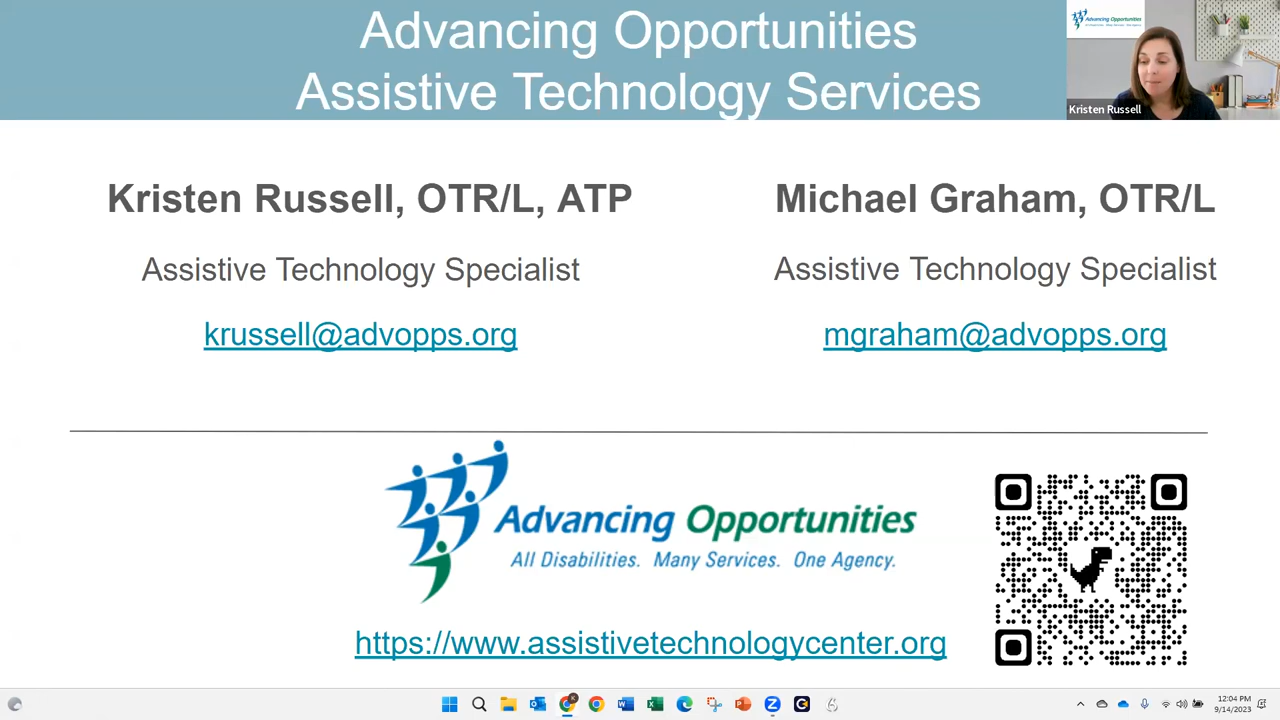 Advancing Opportunities
Assistive Technology Services
Advancing Opportunities
Kristen Russell
Kristen Russell, OTR/L, ATP
Assistive Technology Specialist
krussell@advopps.org
Michael Graham, OTR/L
Assistive Technology Specialist
mgraham@advopps.org
Advancing Opportunities
All Disabilities. Many Services. One Agency.
https://www.assistivetechnologycenter.org
12:04 PM
9/14/2023